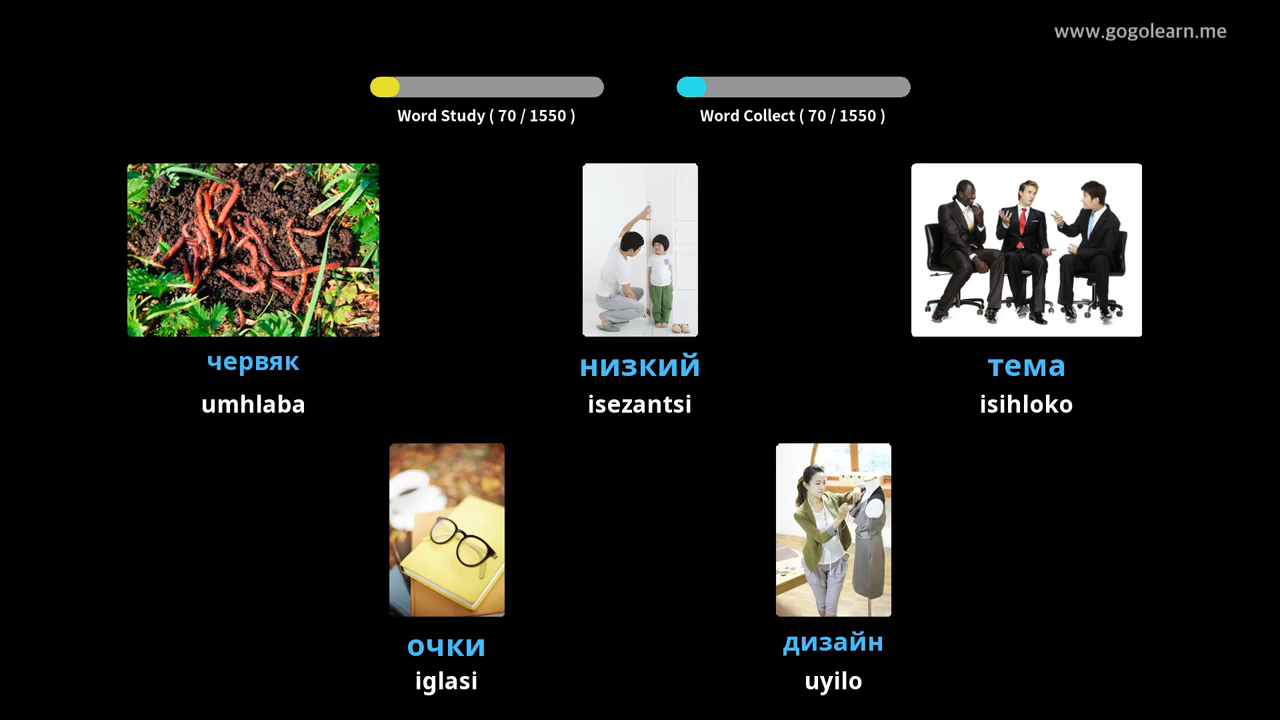 www.gogolearn.me
Word Study ( 70 / 1550 )
Word Collect ( 70 / 1550 )
червяк
umhlaba
низкий
isezantsi
тема
isihloko
очки
iglasi
дизайн
uyilo